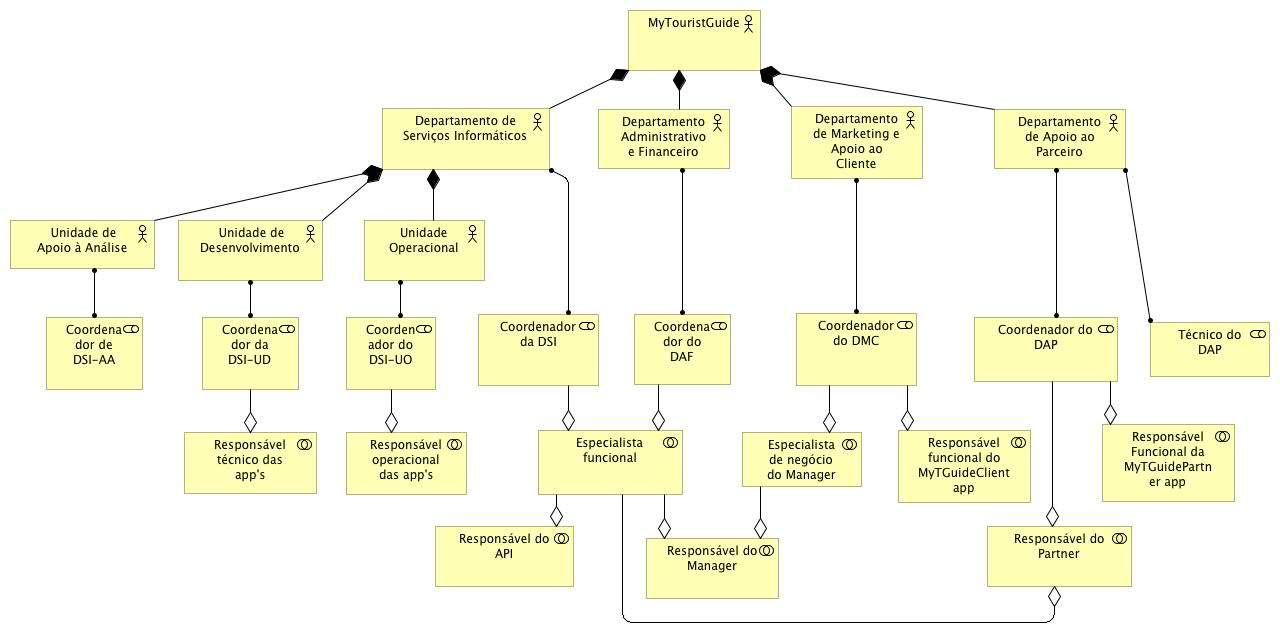 MyTouristGuide
Departamento de
Serviços Informáticos
Departamento
Administrativo
e Financeiro
Departamento
de Marketing e
Apoio ao
Cliente
Departamento
de Apoio ao
Parceiro
Unidade de
Apoio à Análise
Unidade de
Desenvolvimento
Unidade
Operacional
Coordena
dor de
DSI-AA
Coordena
dor da
DSI-UD
Coorden
ador do
DSI-UO
Coordenador
da DSI
Coordena
dor do
DAF
Coordenador
do DMC
Coordenador do
DAP
Técnico do
DAP
Responsável
técnico das
app's
Responsável
operacional
das app's
Especialista
funcional
Especialista
de negócio
do Manager
Responsável
funcional do
MyTGuideClient
app
Responsável
Funcional da
MyTGuidePartn
er app
Responsável do
API
Responsável do
Manager
Responsável do
Partner